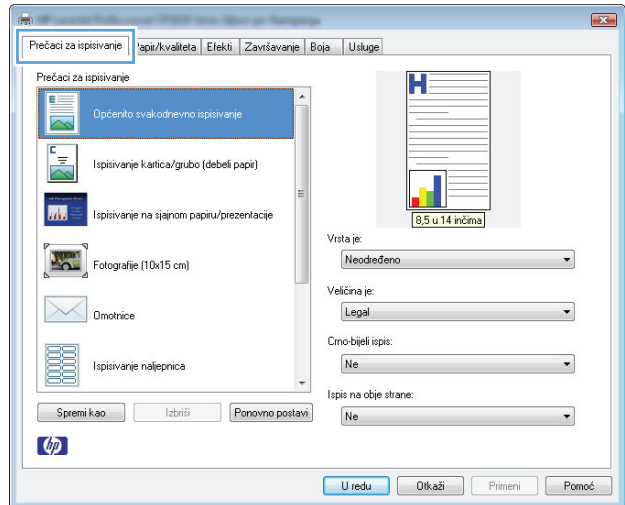 Prečaci za ispisivanje
Papir/kvaliteta
Efekti
Završavanje
Boja
Usluge
Prečaci za ispisivanje
Općenito svakodnevno ispisivanje
Ispisivanje kartica/grubo (debeli papir)
Ispisivanje na sjajnom papiru/prezentacije
Fotografije (10x15 cm)
Omotnice
Ispisivanje naljepnica
Spremi kao
Izbriši
Ponovno postavi
hp
8,5 u 14 inčima
Vrsta je:
Neodređeno
Veličina je:
Legal
Crno-bijeli ispis:
Ne
Ispis na obje strane:
Ne
U redu
Otkaži
Primeni
Pomoć